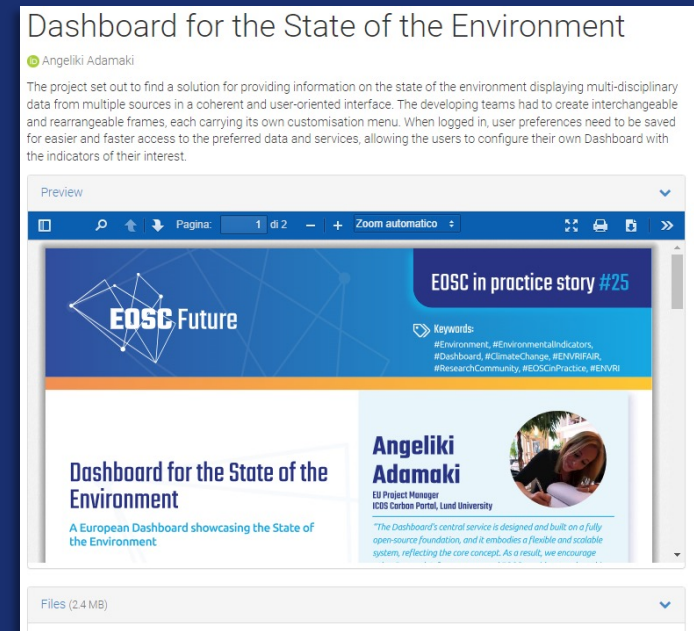 Dashboard for the State of the Environment
Angeliki Adamaki
The project set out to find a solution for providing information on the state of the environment displaying multi-disciplinary
data from multiple sources in a coherent and user-oriented interface. The developing teams had to create interchangeable
and rearrangeable frames, each carrying its own customisation menu. When logged in, user preferences need to be saved
for easier and faster access to the preferred data and services, allowing the users to configure their own Dashboard with
the indicators of their interest.
Preview
Pagina: 1 di 2 Zoom automatico
EOSC in practice story #25
EOSC Future
Keywords:
#Environment, #EnvironmentalIndicators,
#Dashboard, #ClimateChange, #ENVRIFAIR,
#ResearchCommunity, #EOSCinPractice, #ENVRI
Dashboard for the State of the
Environment
A European Dashboard showcasing the State of
the Environment
Angeliki
Adamaki
EU Project Manager
ICOS Carbon Portal, Lund University
"The Dashboard's central service is designed and built on a fully
open-source foundation, and it embodies a flexible and scalable
system, reflecting the core concept. As a result, we encourage
Files (2.4 MB)